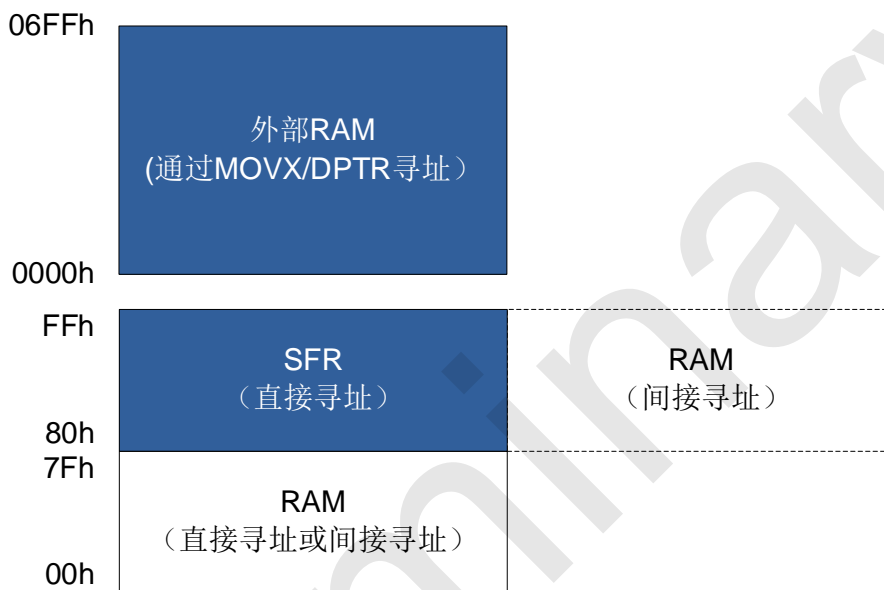 06FFh
外部RAM
(通过MOVX/DPTR寻址）
0000h
FFh
SFR
（直接寻址）
RAM
（间接寻址）
80h
7Fh
RAM
（直接寻址或间接寻址）
00h